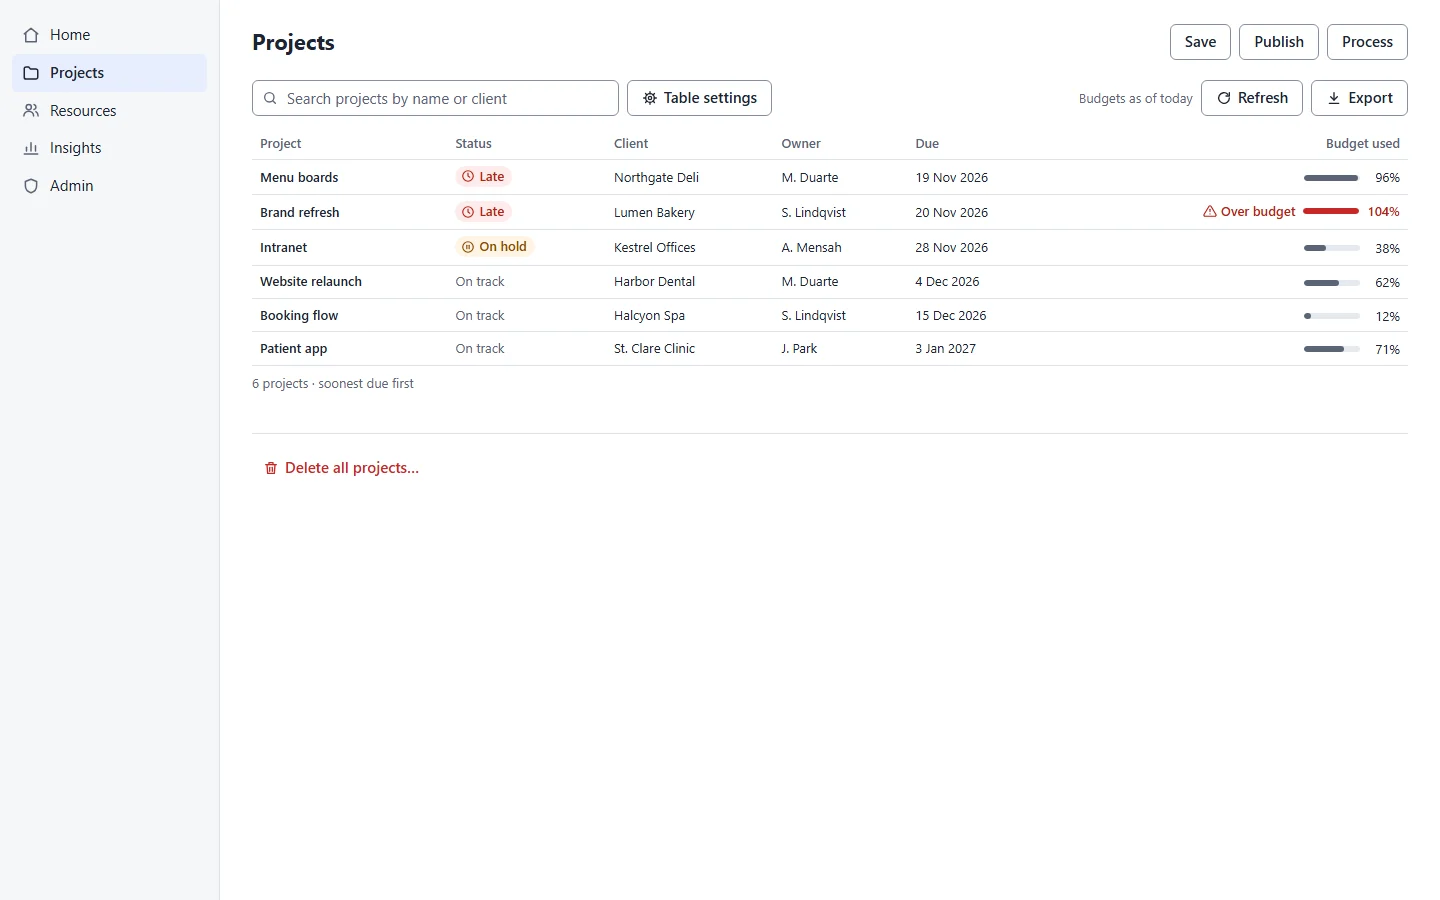 Home
Projects
Resources
Insights
Admin
Projects
Save Publish Process
Search projects by name or client Table settings Budgets as of today Refresh Export
Project Status Client Owner Due Budget used
Menu boards Late Northgate Deli M. Duarte 19 Nov 2026 96%
Brand refresh Late Lumen Bakery S. Lindqvist 20 Nov 2026 Over budget 104%
Intranet On hold Kestrel Offices A. Mensah 28 Nov 2026 38%
Website relaunch On track Harbor Dental M. Duarte 4 Dec 2026 62%
Booking flow On track Halcyon Spa S. Lindqvist 15 Dec 2026 12%
Patient app On track St. Clare Clinic J. Park 3 Jan 2027 71%
6 projects · soonest due first
Delete all projects...